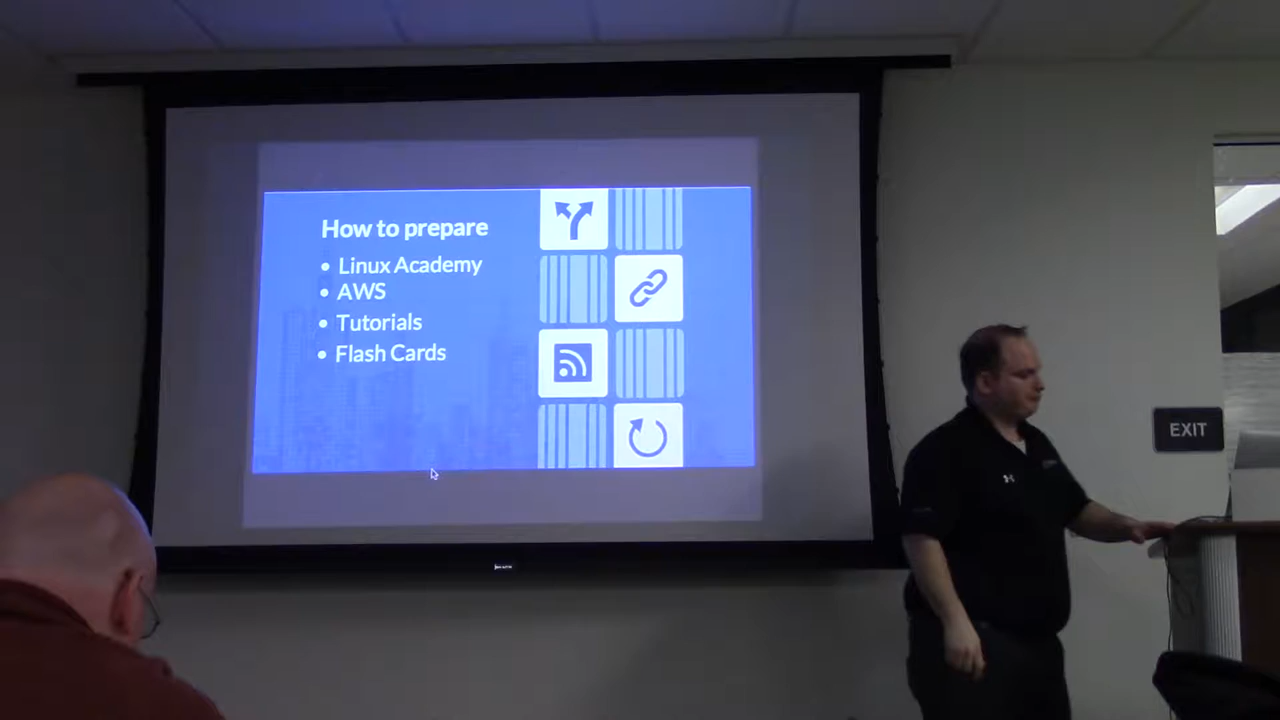 How to prepare
• Linux Academy
• AWS
• Tutorials
• Flash Cards
EXIT